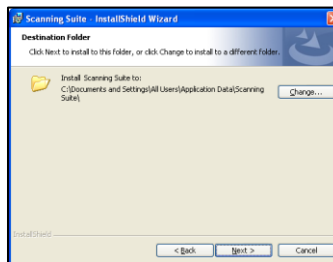 Scanning Suite - InstallShield Wizard
Destination Folder
Click Next to install to this folder, or click Change to install to a different folder.
Install Scanning Suite to:
C:\Documents and Settings\All Users\Application Data\Scanning
Suite\
Change...
InstallShield
< Back
Next >
Cancel